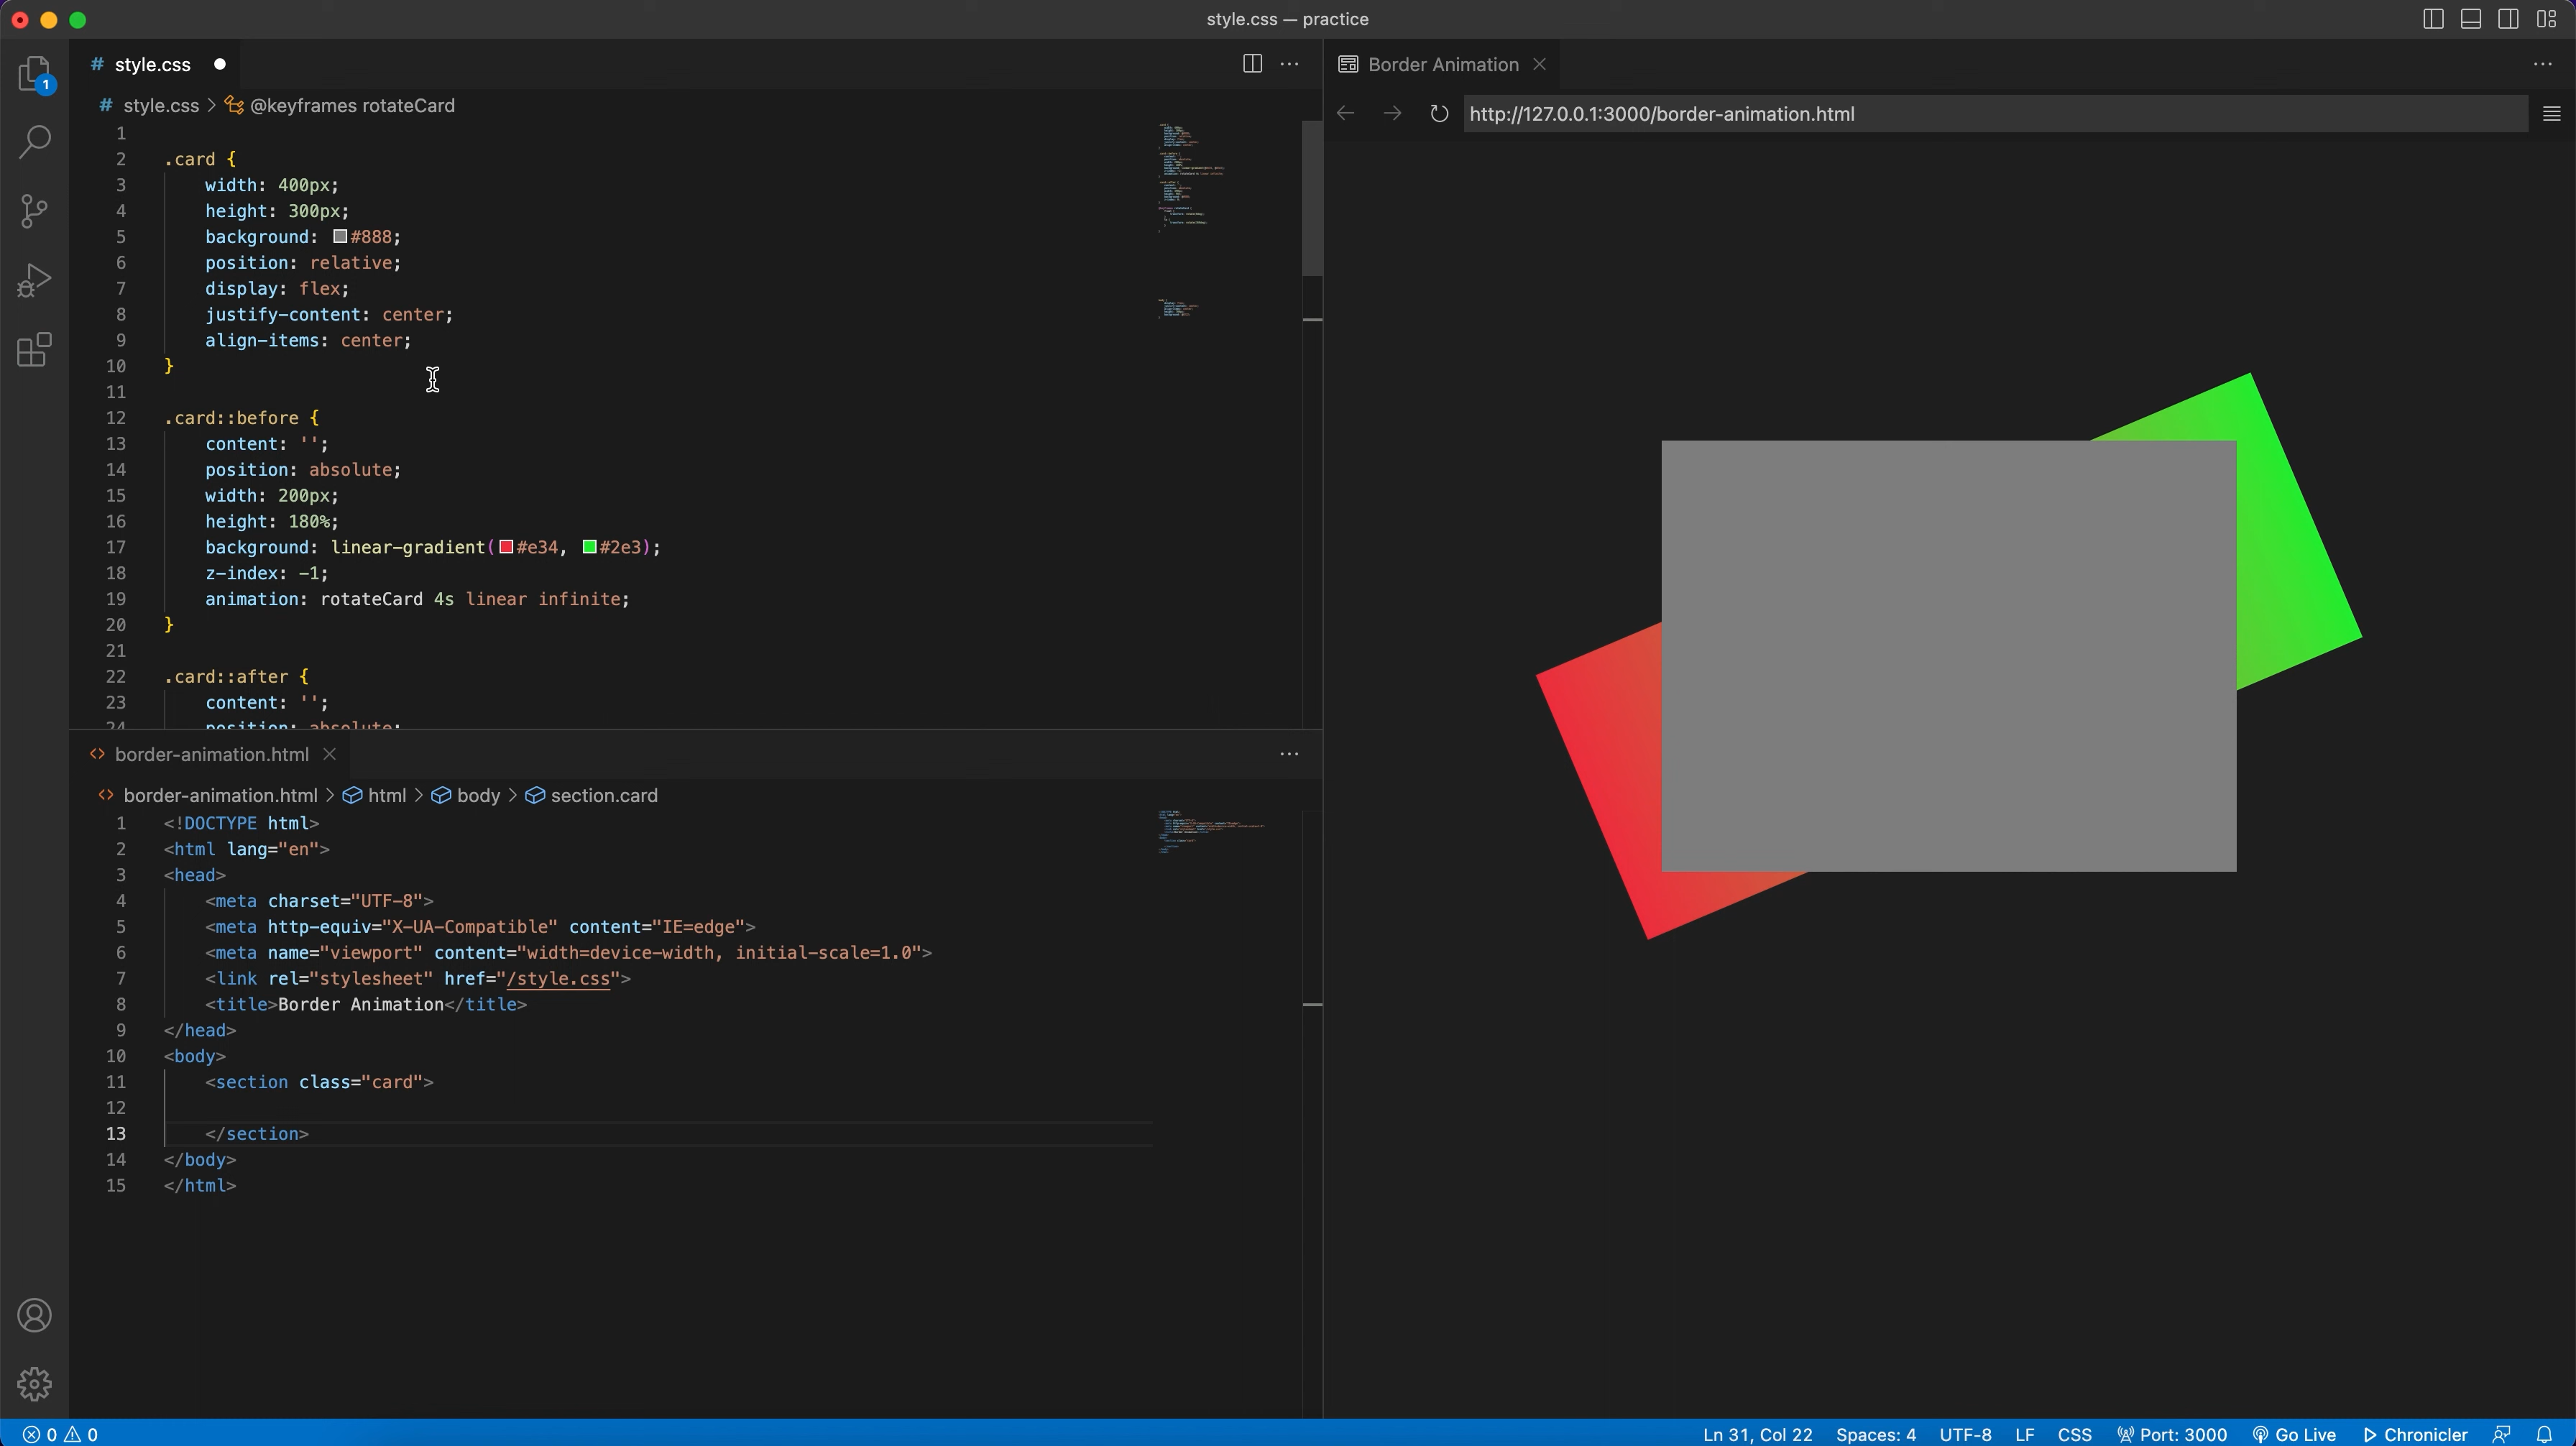 style.css — practice
# style.css
# style.css > @keyframes rotateCard
1
2 .card {
3 width: 400px;
4 height: 300px;
5 background: #888;
6 position: relative;
7 display: flex;
8 justify-content: center;
9 align-items: center;
10 }
11
12 .card::before {
13 content: '';
14 position: absolute;
15 width: 200px;
16 height: 180%;
17 background: linear-gradient(#e34, #2e3);
18 z-index: -1;
19 animation: rotateCard 4s linear infinite;
20 }
21
22 .card::after {
23 content: '';
24 position: absolute;
<> border-animation.html
<> border-animation.html > html > body > section.card
1 <!DOCTYPE html>
2 <html lang="en">
3 <head>
4 <meta charset="UTF-8">
5 <meta http-equiv="X-UA-Compatible" content="IE=edge">
6 <meta name="viewport" content="width=device-width, initial-scale=1.0">
7 <link rel="stylesheet" href="/style.css">
8 <title>Border Animation</title>
9 </head>
10 <body>
11 <section class="card">
12
13 </section>
14 </body>
15 </html>
Border Animation
http://127.0.0.1:3000/border-animation.html
1
0 0
Ln 31, Col 22 Spaces: 4 UTF-8 LF CSS Port: 3000 Go Live Chronicler